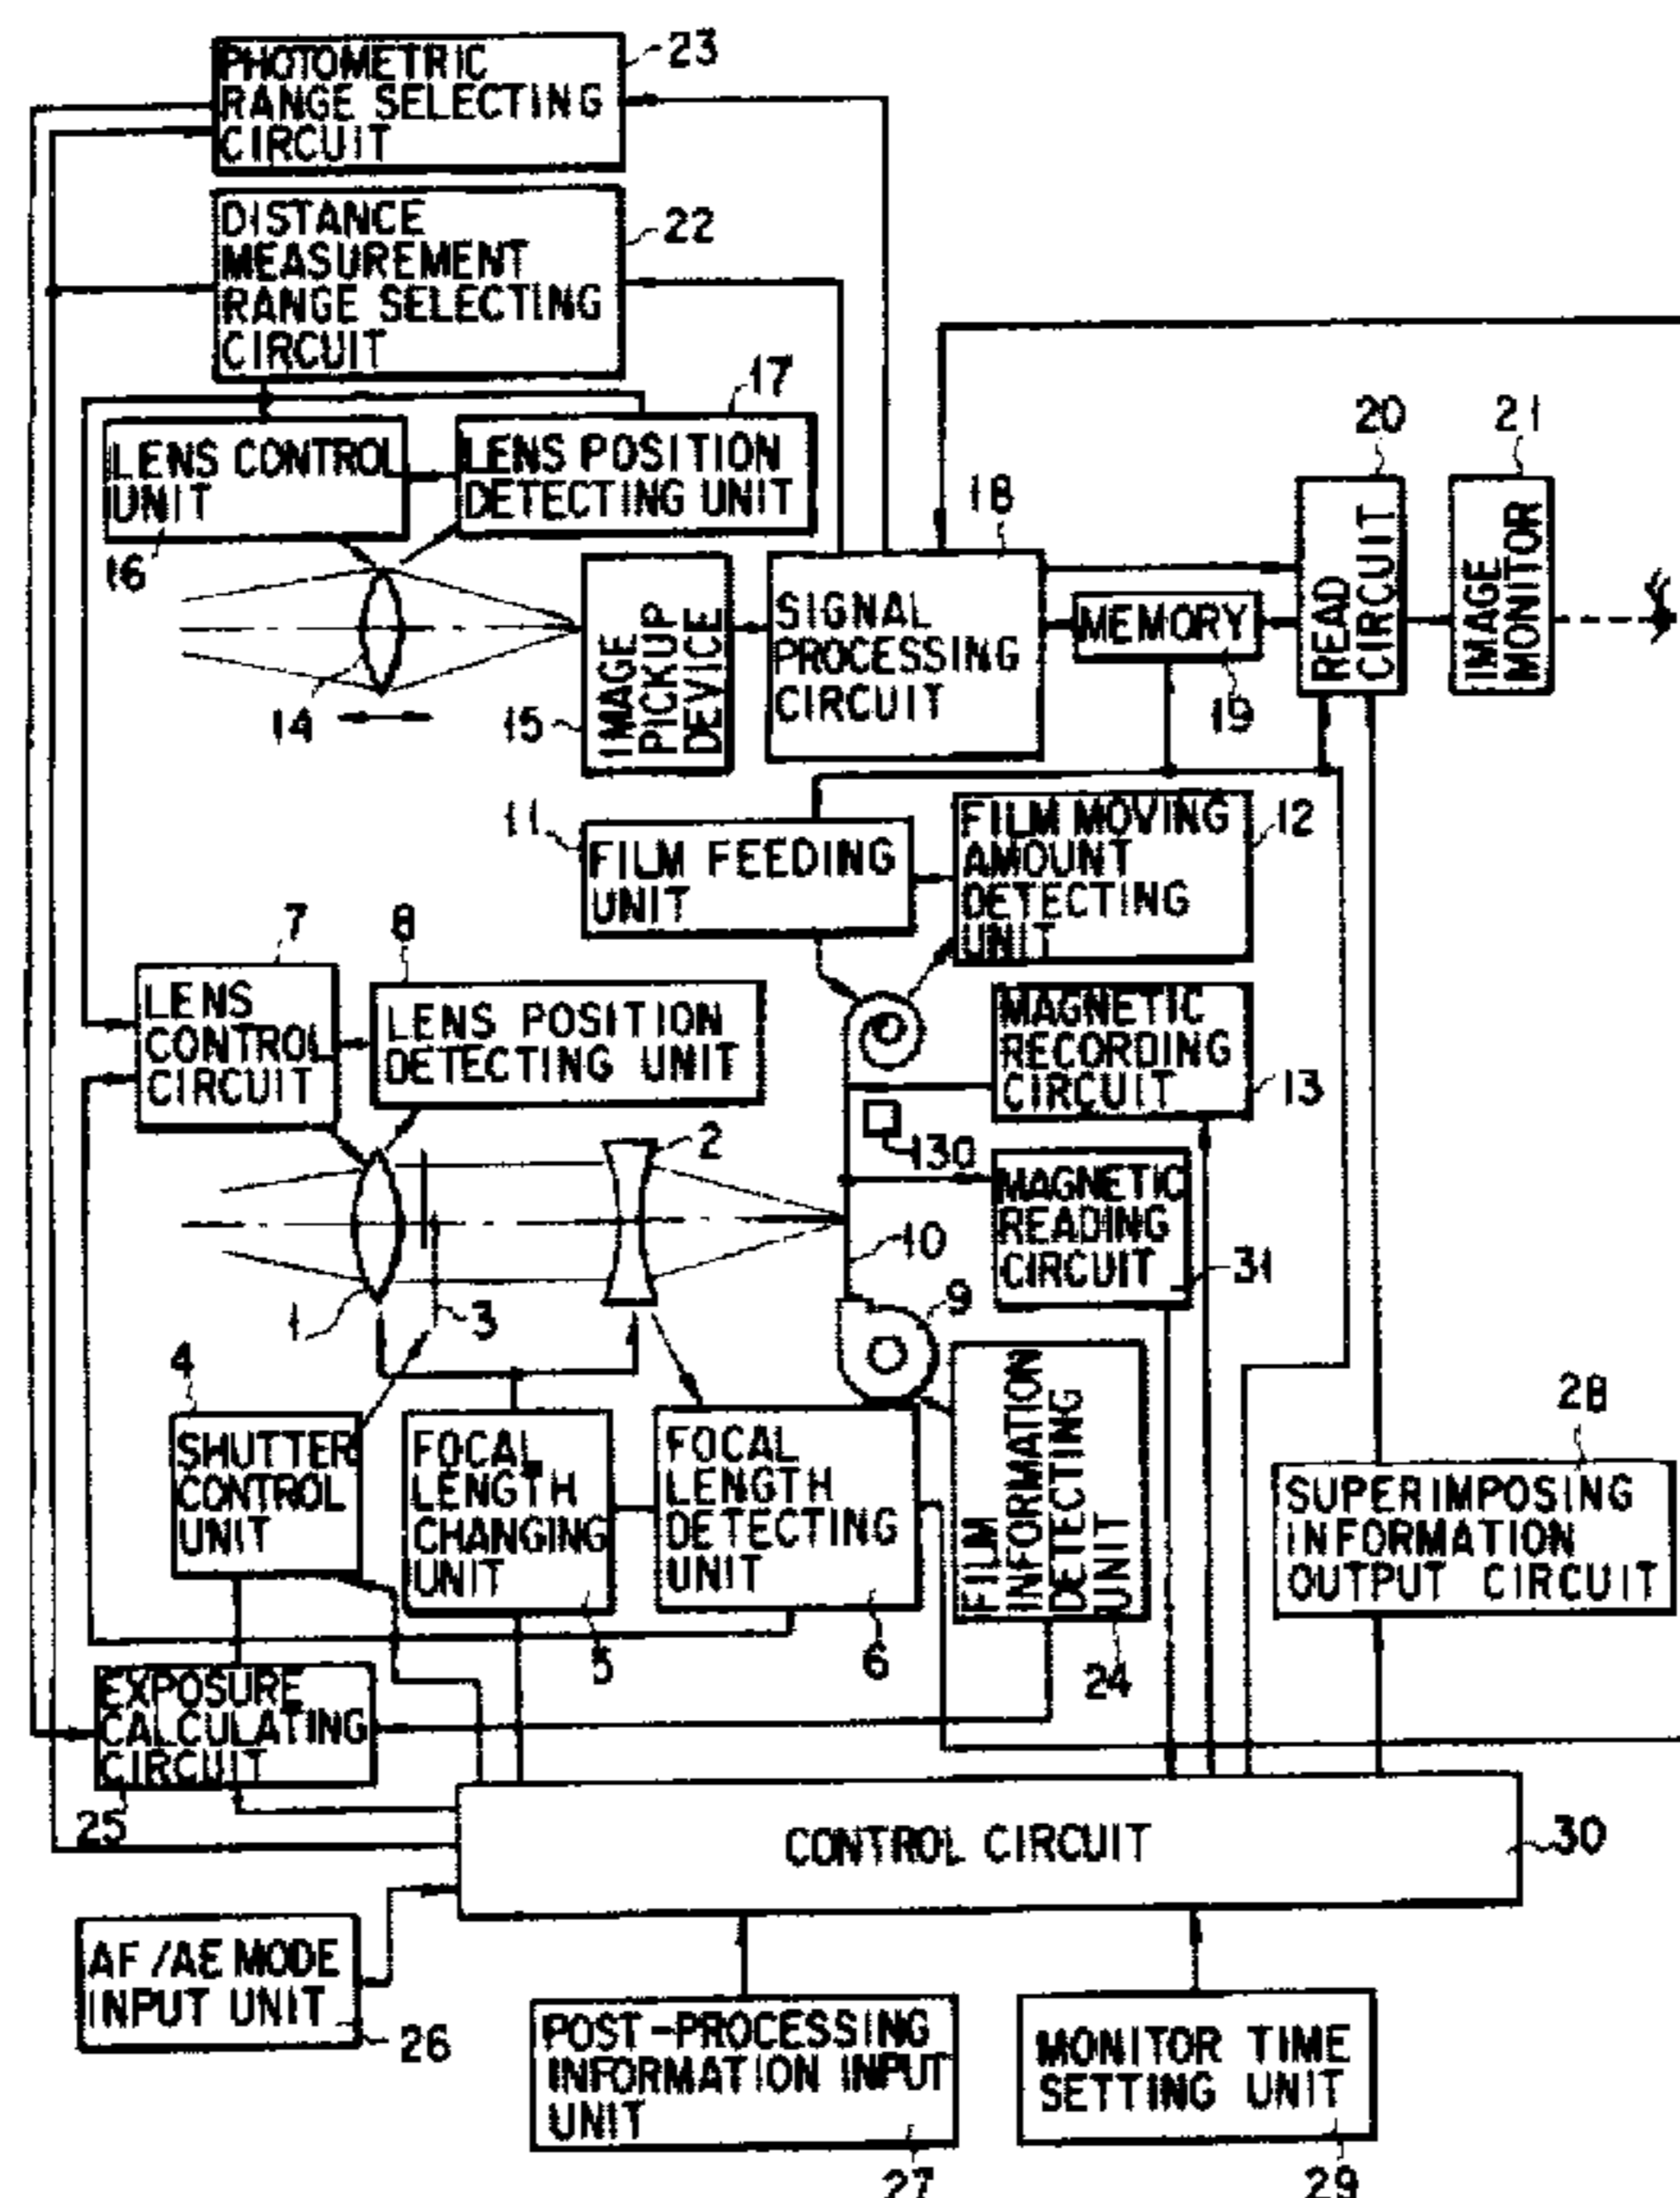 PHOTOMETRIC
RANGE SELECTING
CIRCUIT
23
DISTANCE
MEASUREMENT
RANGE SELECTING
CIRCUIT
22
LENS CONTROL
UNIT
16
LENS POSITION
DETECTING UNIT
17
14
IMAGE
PICKUP
DEVICE
15
SIGNAL
PROCESSING
CIRCUIT
18
MEMORY
19
READ
CIRCUIT
20
IMAGE
MONITOR
21
FILM FEEDING
UNIT
11
FILM MOVING
AMOUNT
DETECTING
UNIT
12
LENS
CONTROL
CIRCUIT
7
LENS POSITION
DETECTING UNIT
8
MAGNETIC
RECORDING
CIRCUIT
13
130
MAGNETIC
READING
CIRCUIT
31
1
3
2
10
9
SHUTTER
CONTROL
UNIT
4
FOCAL
LENGTH
CHANGING
UNIT
5
FOCAL
LENGTH
DETECTING
UNIT
6
FILM
INFORMATION
DETECTING
UNIT
24
SUPERIMPOSING
INFORMATION
OUTPUT CIRCUIT
28
EXPOSURE
CALCULATING
CIRCUIT
25
CONTROL CIRCUIT
30
AF/AE MODE
INPUT UNIT
26
POST-PROCESSING
INFORMATION INPUT
UNIT
27
MONITOR TIME
SETTING UNIT
29